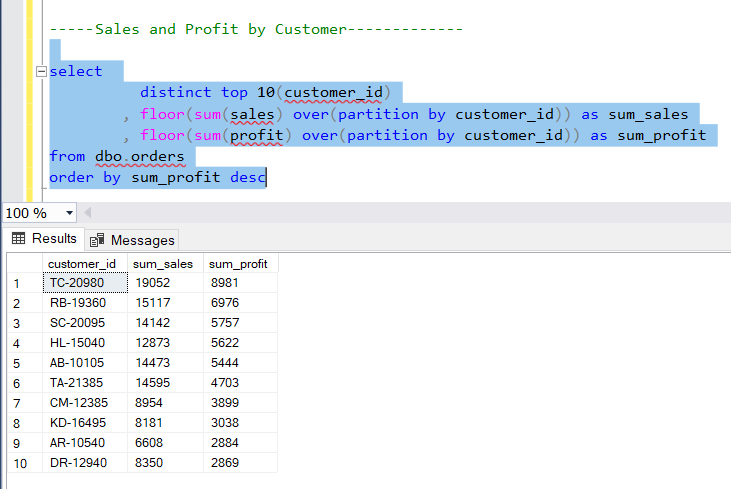 -----Sales and Profit by Customer-------------
select
distinct top 10(customer_id)
, floor(sum(sales) over(partition by customer_id)) as sum_sales
, floor(sum(profit) over(partition by customer_id)) as sum_profit
from dbo.orders
order by sum_profit desc
100 %
Results Messages
customer_id sum_sales sum_profit
1 TC-20980 19052 8981
2 RB-19360 15117 6976
3 SC-20095 14142 5757
4 HL-15040 12873 5622
5 AB-10105 14473 5444
6 TA-21385 14595 4703
7 CM-12385 8954 3899
8 KD-16495 8181 3038
9 AR-10540 6608 2884
10 DR-12940 8350 2869